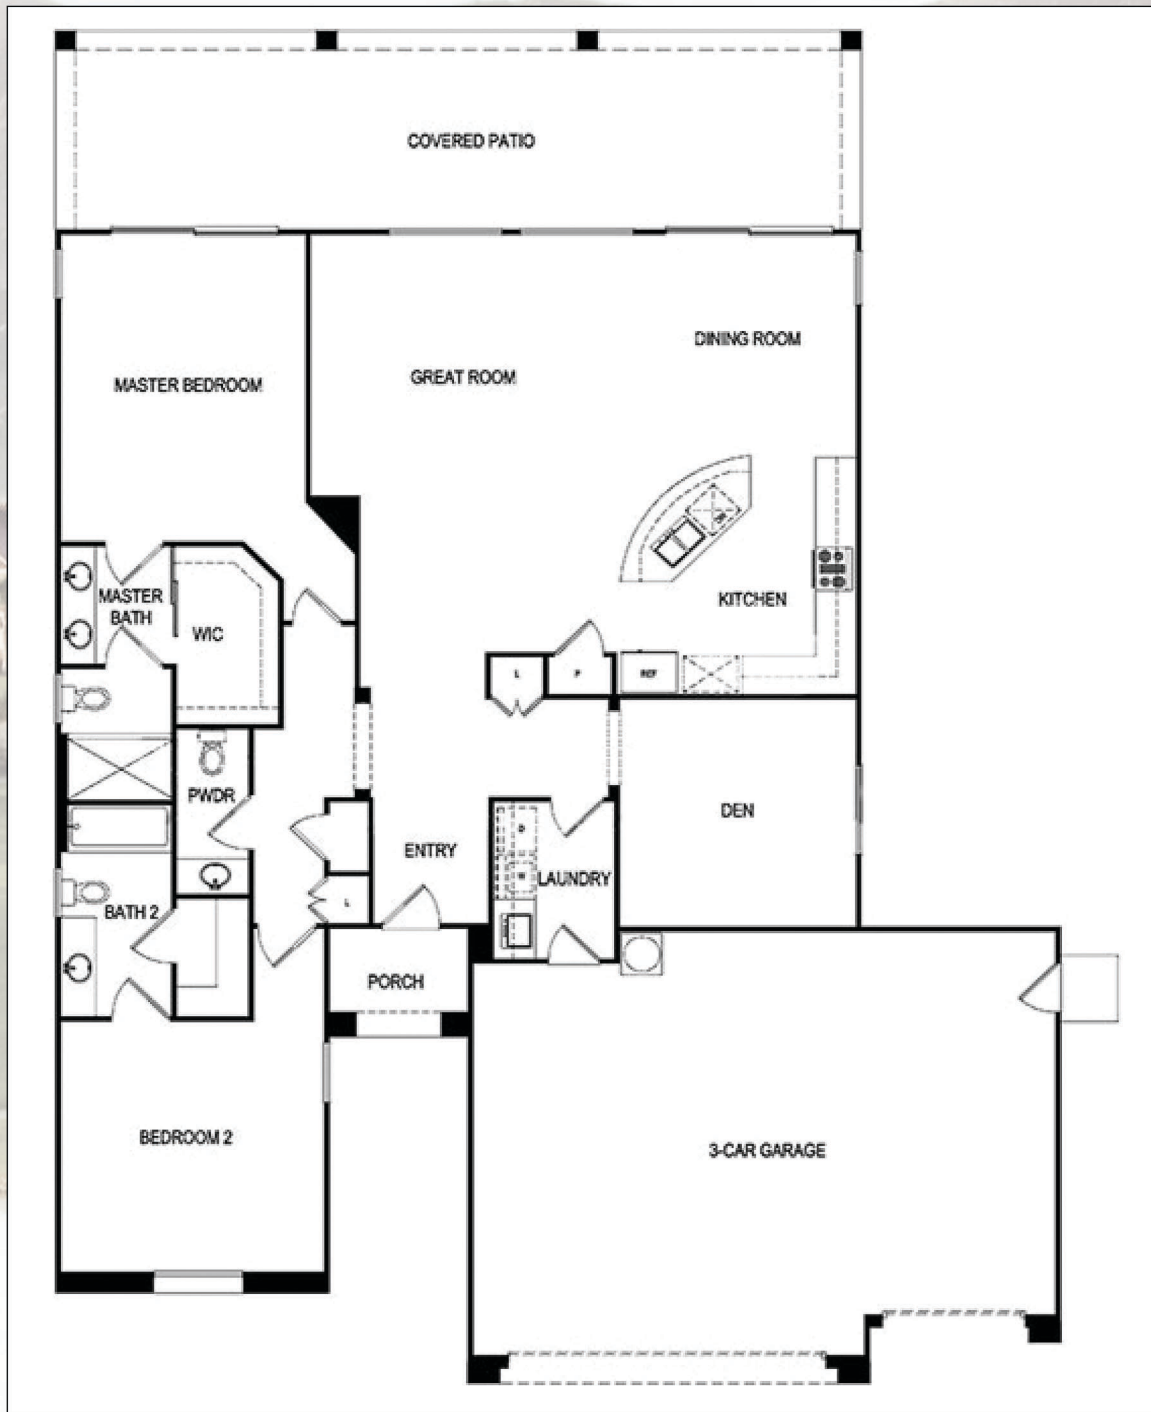 COVERED PATIO
DINING ROOM
GREAT ROOM
MASTER BEDROOM
DW
MASTER
BATH
KITCHEN
WIC
L
P
REF
PWDR
DEN
D
ENTRY
W
LAUNDRY
L
BATH 2
PORCH
BEDROOM 2
3-CAR GARAGE